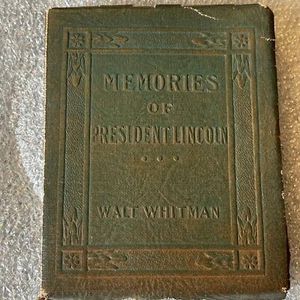 MEMORIES
OF
PRESIDENT LINCOLN
WALT WHITMAN